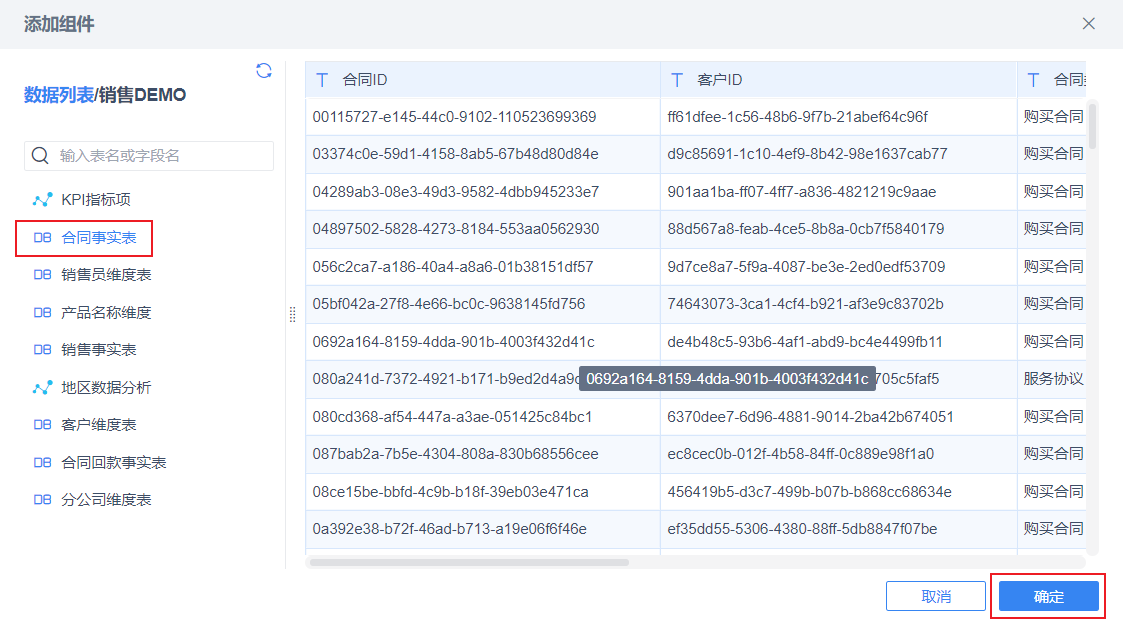 添加组件
数据列表/销售DEMO
输入表名或字段名
KPI指标项
DB 合同事实表
DB 销售员维度表
DB 产品名称维度
DB 销售事实表
地区数据分析
DB 客户维度表
DB 合同回款事实表
DB 分公司维度表
T 合同ID T 客户ID T 合同
00115727-e145-44c0-9102-110523699369 ff61dfee-1c56-48b6-9f7b-21abef64c96f 购买合同
03374c0e-59d1-4158-8ab5-67b48d80d84e d9c85691-1c10-4ef9-8b42-98e1637cab77 购买合同
04289ab3-08e3-49d3-9582-4dbb945233e7 901aa1ba-ff07-4ff7-a836-4821219c9aae 购买合同
04897502-5828-4273-8184-553aa0562930 88d567a8-feab-4ce5-8b8a-0cb7f5840179 购买合同
056c2ca7-a186-40a4-a8a6-01b38151df57 9d7ce8a7-5f9a-4087-be3e-2ed0edf53709 购买合同
05bf042a-27f8-4e66-bc0c-9638145fd756 74643073-3ca1-4cf4-b921-af3e9c83702b 购买合同
0692a164-8159-4dda-901b-4003f432d41c de4b48c5-93b6-4af1-abd9-bc4e4499fb11 购买合同
080a241d-7372-4921-b171-b9ed2d4a9c 0692a164-8159-4dda-901b-4003f432d41c 705c5faf5 服务协议
080cd368-af54-447a-a3ae-051425c84bc1 6370dee7-6d96-4881-9014-2ba42b674051 购买合同
087bab2a-7b5e-4304-808a-830b68556cee ec8cec0b-012f-4b58-84ff-0c889e98f1a0 购买合同
08ce15be-bbfd-4c9b-b18f-39eb03e471ca 456419b5-d3c7-499b-b07b-b868cc68634e 购买合同
0a392e38-b72f-46ad-b713-a19e06f6f46e ef35dd55-5306-4380-88ff-5db8847f07be 购买合同
取消 确定